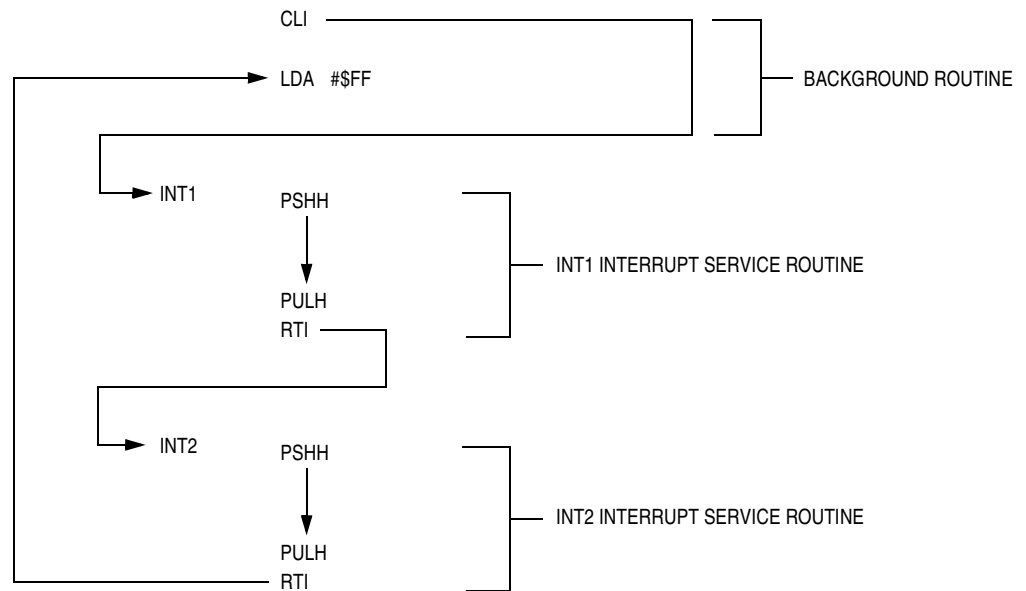 CLI
LDA #$FF
BACKGROUND ROUTINE
INT1
PSHH
INT1 INTERRUPT SERVICE ROUTINE
PULH
RTI
INT2
PSHH
INT2 INTERRUPT SERVICE ROUTINE
PULH
RTI